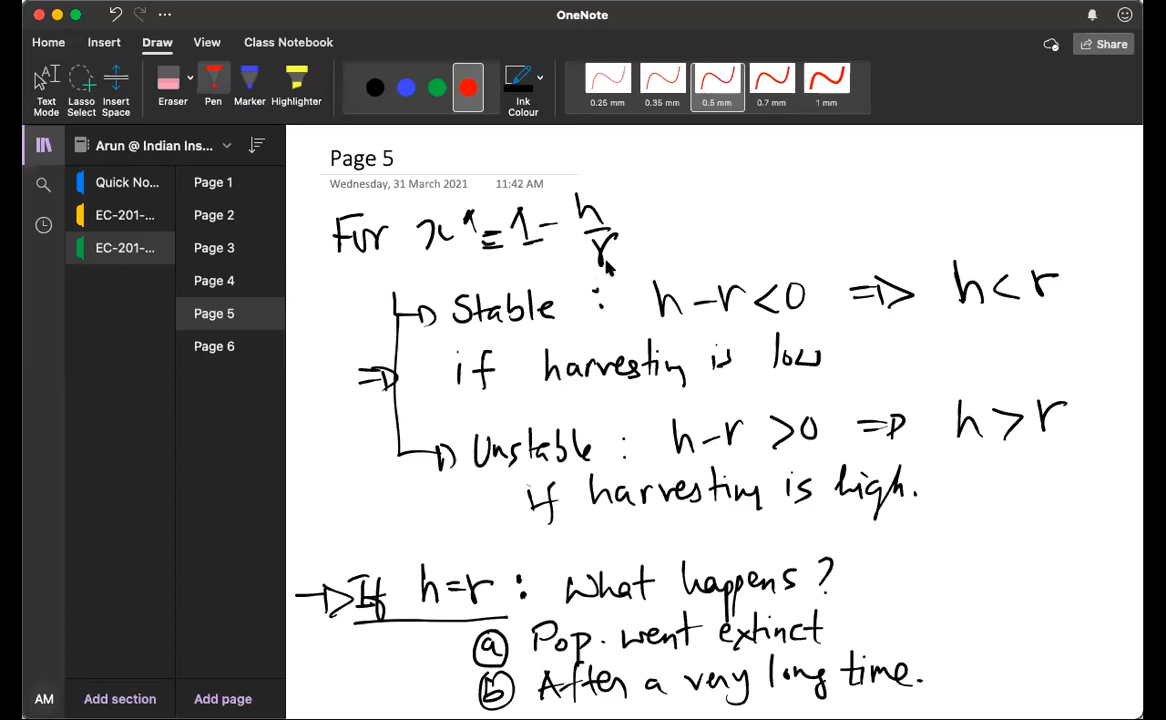 OneNote
Home Insert Draw View Class Notebook
Share
Text Mode
Lasso Select
Insert Space
Eraser
Pen
Marker
Highlighter
Ink Colour
0.25 mm
0.35 mm
0.5 mm
0.7 mm
1 mm
Arun @ Indian Ins...
Quick No...
EC-201-...
EC-201-...
Page 1
Page 2
Page 3
Page 4
Page 5
Page 6
AM
Add section
Add page
Page 5
Wednesday, 31 March 2021 11:42 AM
For x* = 1 - h/r
→ Stable : h-r<0 ⇒ h<r
⇒ if harvesting is low
→ Unstable : h-r >0 ⇒ h>r
if harvesting is high.
→ If h=r : What happens?
ⓐ Pop. went extinct
ⓑ After a very long time.